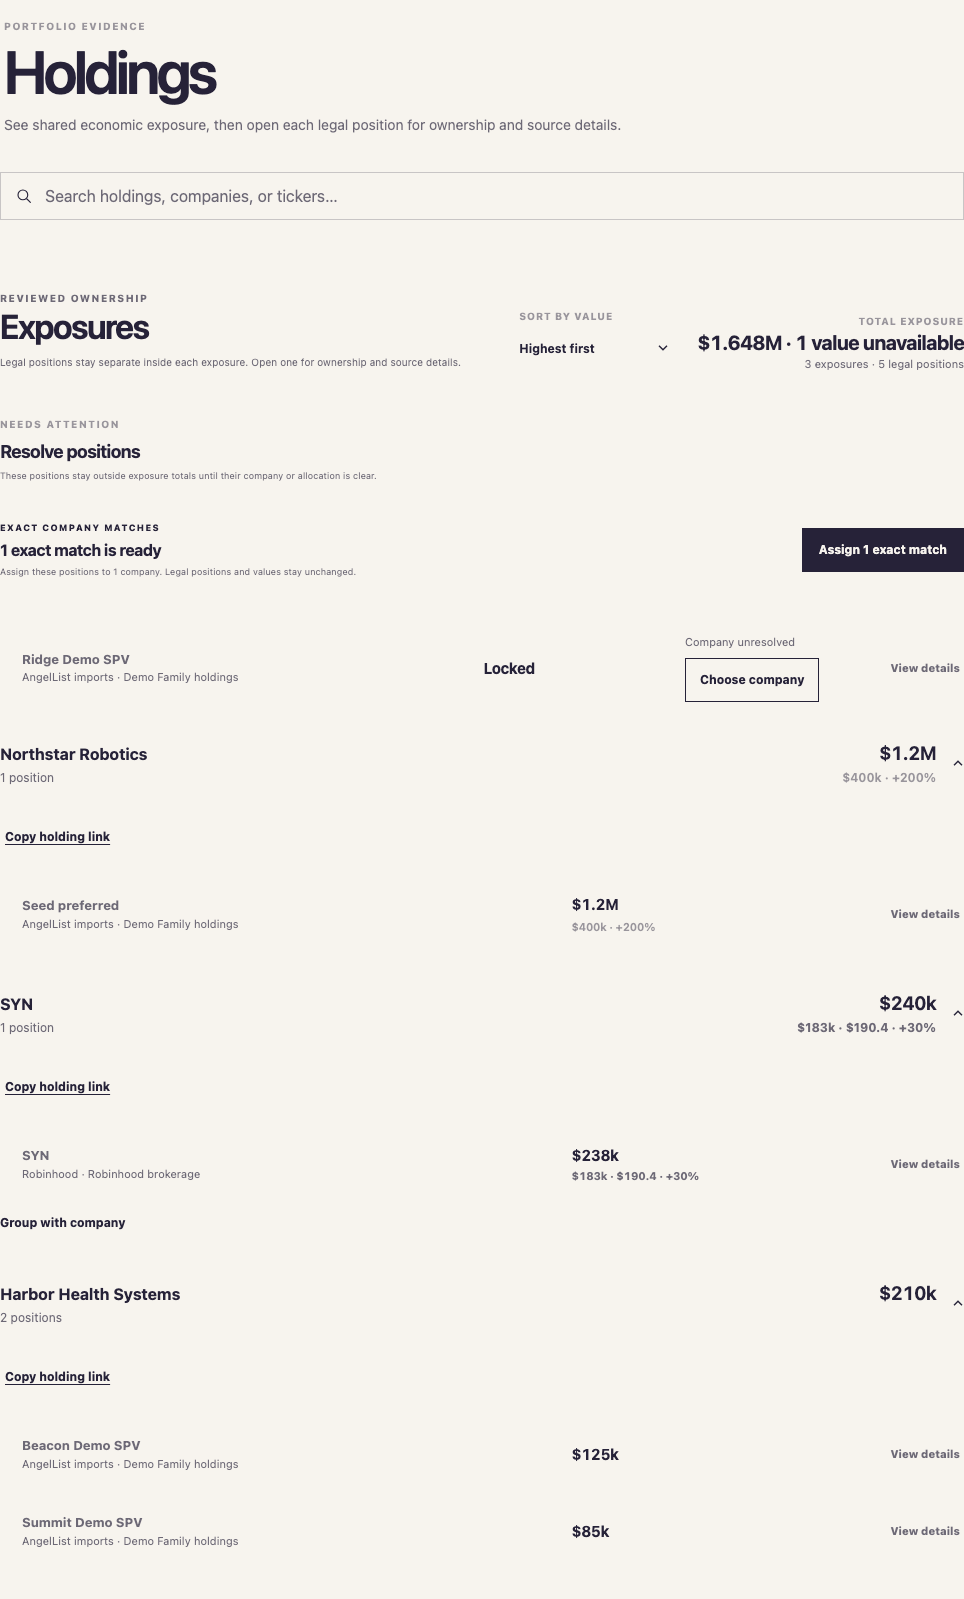 PORTFOLIO EVIDENCE
Holdings
See shared economic exposure, then open each legal position for ownership and source details.
Search holdings, companies, or tickers...
REVIEWED OWNERSHIP
Exposures
Legal positions stay separate inside each exposure. Open one for ownership and source details.
SORT BY VALUE
Highest first
TOTAL EXPOSURE
$1.648M · 1 value unavailable
3 exposures · 5 legal positions
NEEDS ATTENTION
Resolve positions
These positions stay outside exposure totals until their company or allocation is clear.
EXACT COMPANY MATCHES
1 exact match is ready
Assign these positions to 1 company. Legal positions and values stay unchanged.
Assign 1 exact match
Ridge Demo SPV
AngelList imports · Demo Family holdings
Locked
Company unresolved
Choose company
View details
Northstar Robotics
1 position
$1.2M
$400k · +200%
Copy holding link
Seed preferred
AngelList imports · Demo Family holdings
$1.2M
$400k · +200%
View details
SYN
1 position
$240k
$183k · $190.4 · +30%
Copy holding link
SYN
Robinhood · Robinhood brokerage
$238k
$183k · $190.4 · +30%
View details
Group with company
Harbor Health Systems
2 positions
$210k
Copy holding link
Beacon Demo SPV
AngelList imports · Demo Family holdings
$125k
View details
Summit Demo SPV
AngelList imports · Demo Family holdings
$85k
View details